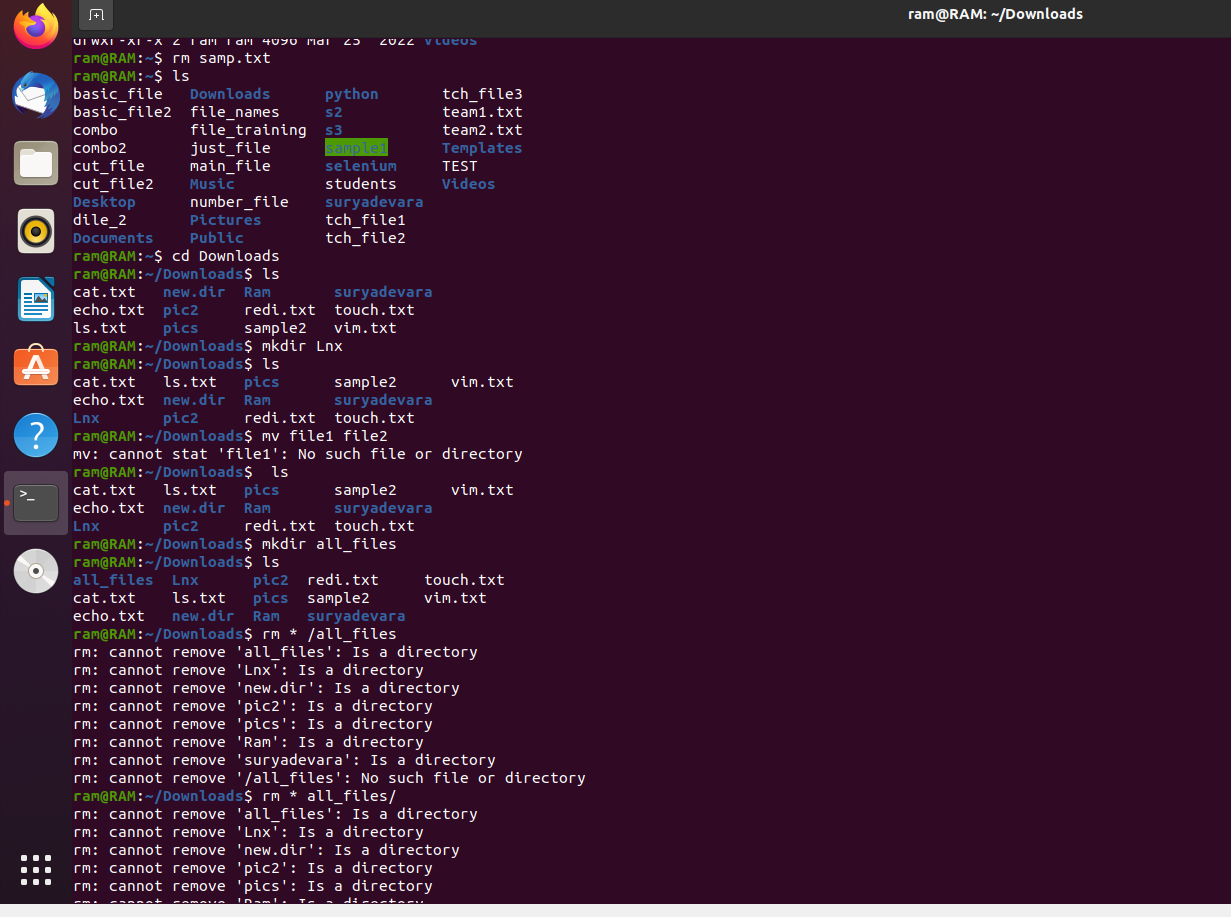 ram@RAM: ~/Downloads
drwxr-xr-x 2 ram ram 4096 Mar 23  2022 Videos
ram@RAM:~$ rm samp.txt
ram@RAM:~$ ls
basic_file   Downloads      python       tch_file3
basic_file2  file_names     s2           team1.txt
combo        file_training  s3           team2.txt
combo2       just_file      sample1      Templates
cut_file     main_file      selenium     TEST
cut_file2    Music          students     Videos
Desktop      number_file    suryadevara
dile_2       Pictures       tch_file1
Documents    Public         tch_file2
ram@RAM:~$ cd Downloads
ram@RAM:~/Downloads$ ls
cat.txt   new.dir  Ram       suryadevara
echo.txt  pic2     redi.txt  touch.txt
ls.txt    pics     sample2   vim.txt
ram@RAM:~/Downloads$ mkdir Lnx
ram@RAM:~/Downloads$ ls
cat.txt   ls.txt   pics      sample2      vim.txt
echo.txt  new.dir  Ram       suryadevara
Lnx       pic2     redi.txt  touch.txt
ram@RAM:~/Downloads$ mv file1 file2
mv: cannot stat 'file1': No such file or directory
ram@RAM:~/Downloads$  ls
cat.txt   ls.txt   pics      sample2      vim.txt
echo.txt  new.dir  Ram       suryadevara
Lnx       pic2     redi.txt  touch.txt
ram@RAM:~/Downloads$ mkdir all_files
ram@RAM:~/Downloads$ ls
all_files  Lnx      pic2  redi.txt     touch.txt
cat.txt    ls.txt   pics  sample2      vim.txt
echo.txt   new.dir  Ram   suryadevara
ram@RAM:~/Downloads$ rm * /all_files
rm: cannot remove 'all_files': Is a directory
rm: cannot remove 'Lnx': Is a directory
rm: cannot remove 'new.dir': Is a directory
rm: cannot remove 'pic2': Is a directory
rm: cannot remove 'pics': Is a directory
rm: cannot remove 'Ram': Is a directory
rm: cannot remove 'suryadevara': Is a directory
rm: cannot remove '/all_files': No such file or directory
ram@RAM:~/Downloads$ rm * all_files/
rm: cannot remove 'all_files': Is a directory
rm: cannot remove 'Lnx': Is a directory
rm: cannot remove 'new.dir': Is a directory
rm: cannot remove 'pic2': Is a directory
rm: cannot remove 'pics': Is a directory
rm: cannot remove 'Ram': Is a directory